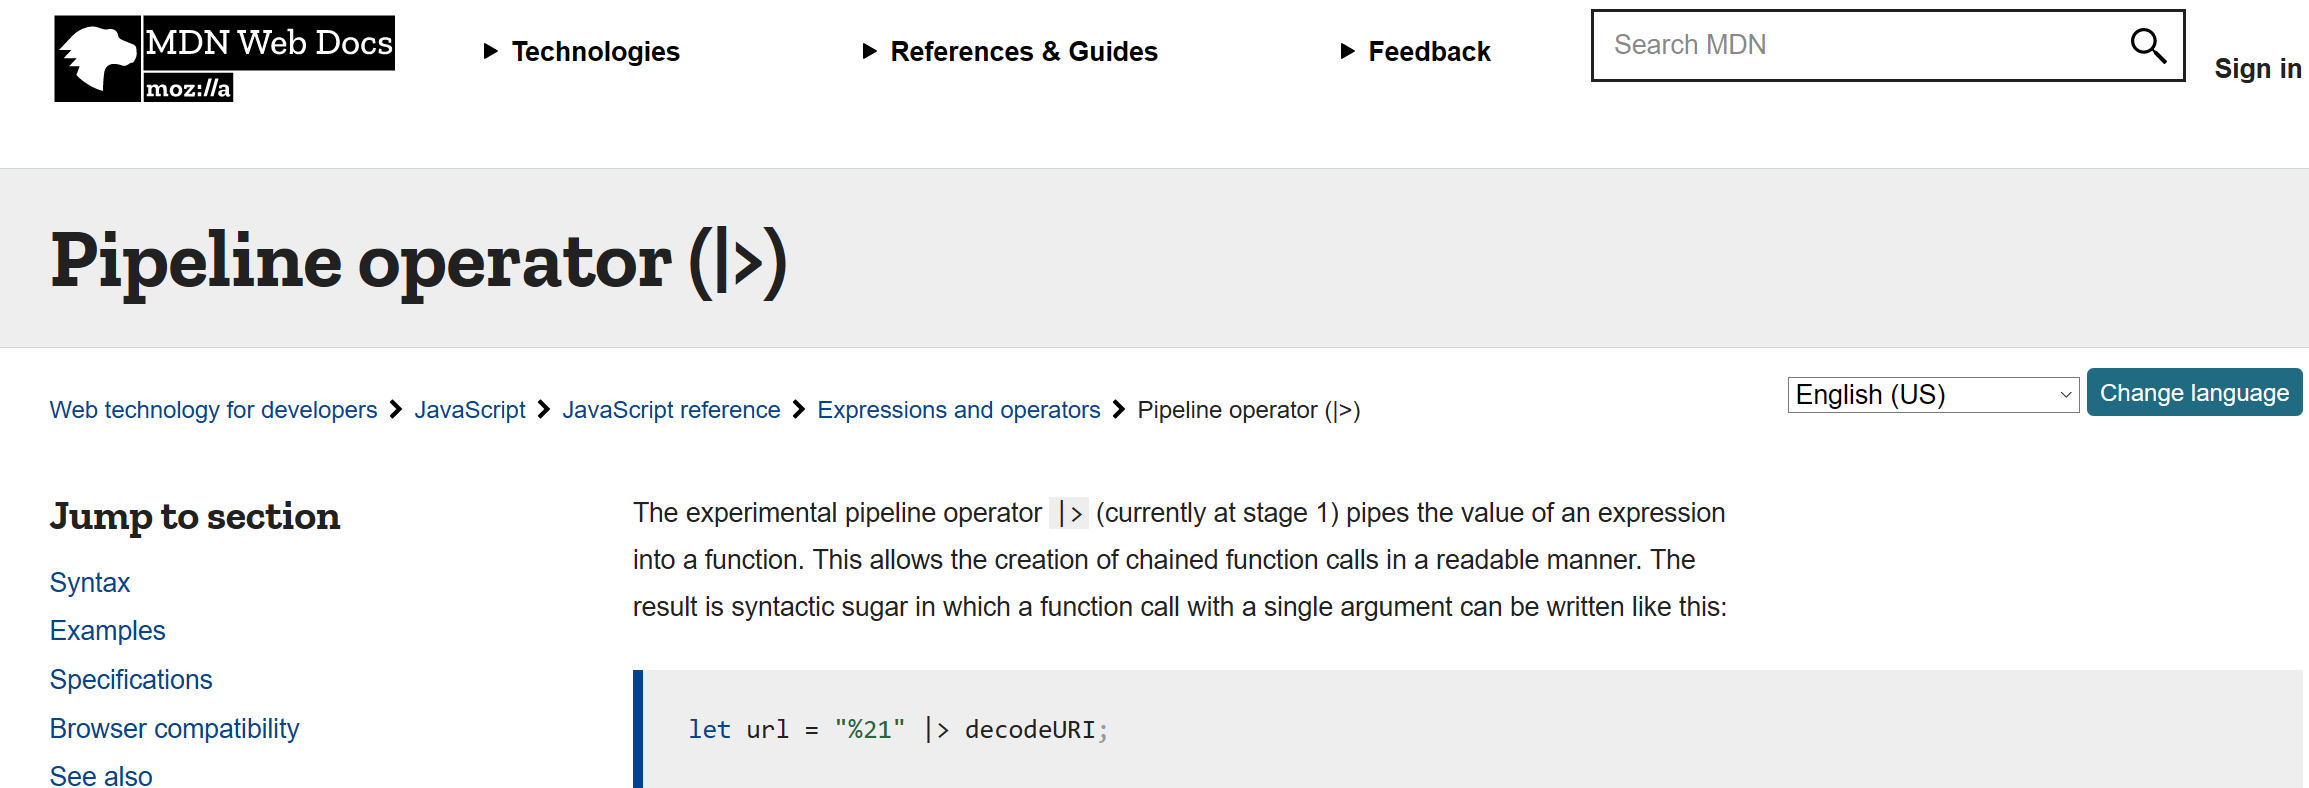 MDN Web Docs
moz://a
Technologies
References & Guides
Feedback
Search MDN
Sign in
Pipeline operator (|>)
Web technology for developers > JavaScript > JavaScript reference > Expressions and operators > Pipeline operator (|>)
English (US)
Change language
Jump to section
Syntax
Examples
Specifications
Browser compatibility
See also
The experimental pipeline operator |> (currently at stage 1) pipes the value of an expression
into a function. This allows the creation of chained function calls in a readable manner. The
result is syntactic sugar in which a function call with a single argument can be written like this:
let url = "%21" |> decodeURI;